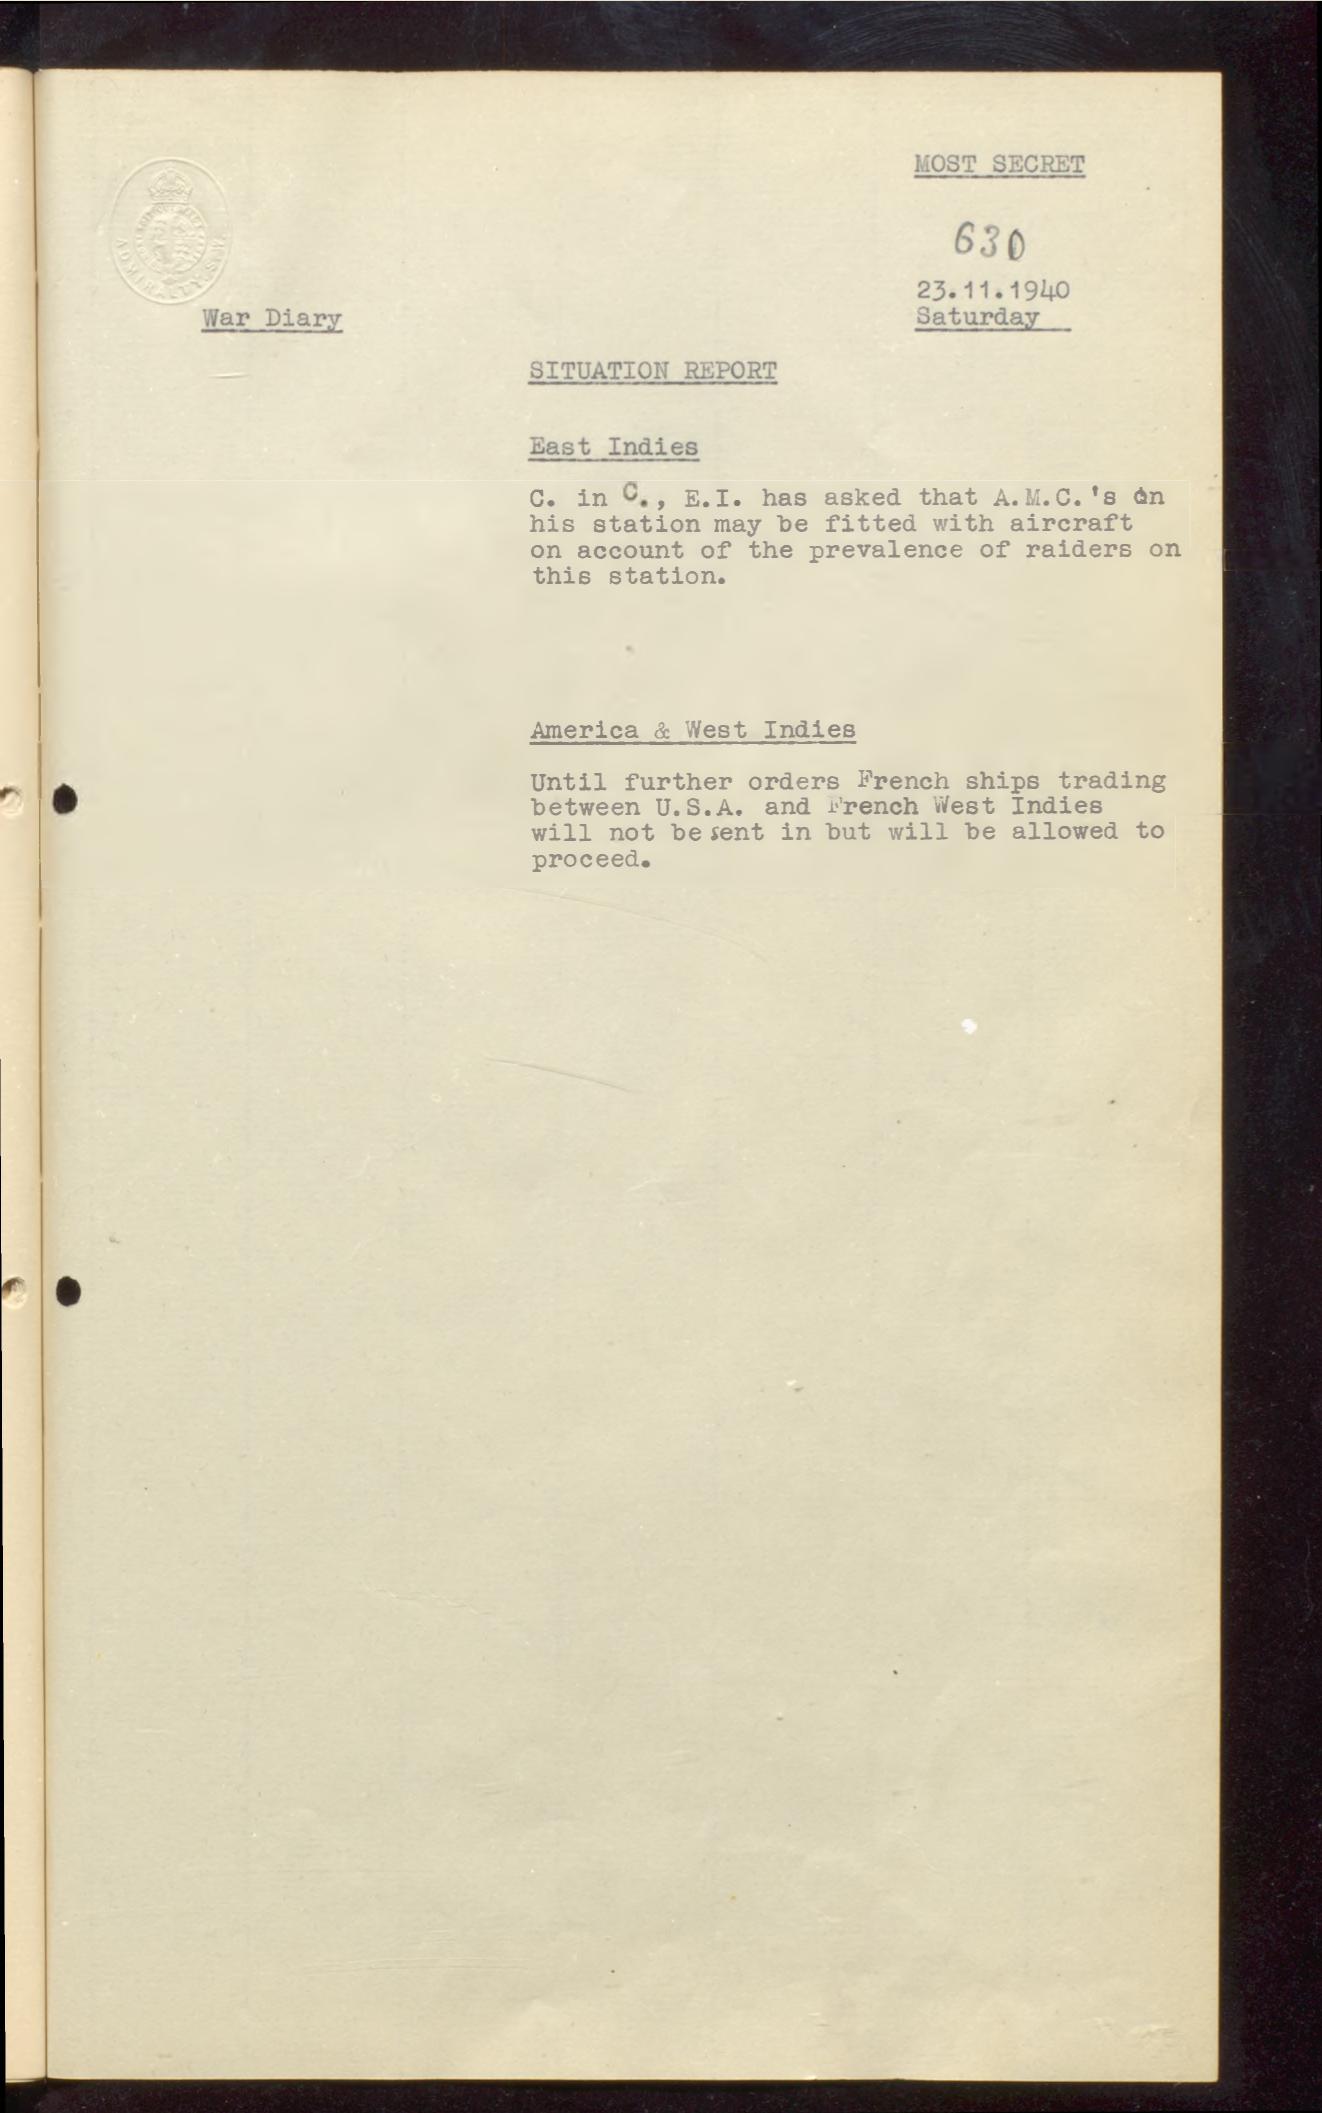 MOST SECRET
630
23.11.1940
Saturday
ADMIRALTY. S.W.
War Diary
SITUATION REPORT
East Indies
C. in C., E.I. has asked that A.M.C.'s on
his station may be fitted with aircraft
on account of the prevalence of raiders on
this station.
America & West Indies
Until further orders French ships trading
between U.S.A. and French West Indies
will not be sent in but will be allowed to
proceed.